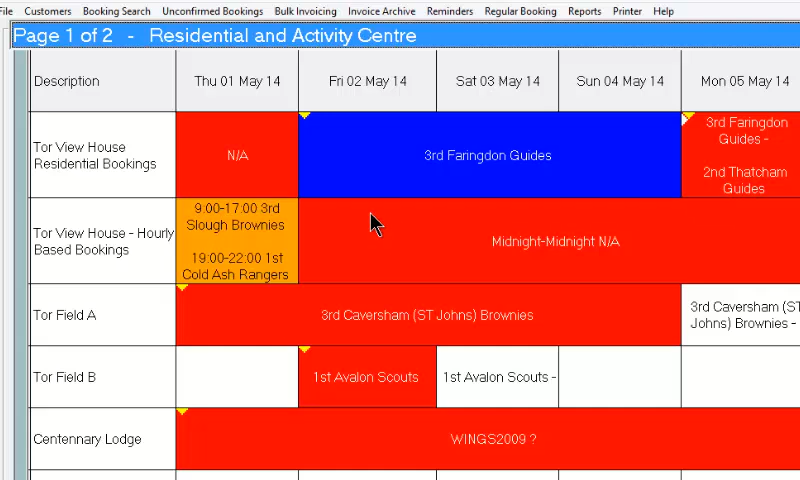 File Customers Booking Search Unconfirmed Bookings Bulk Invoicing Invoice Archive Reminders Regular Booking Reports Printer Help
Page 1 of 2 - Residential and Activity Centre
Description Thu 01 May 14 Fri 02 May 14 Sat 03 May 14 Sun 04 May 14 Mon 05 May 14
Tor View House
Residential Bookings
N/A
3rd Faringdon Guides
3rd Faringdon
Guides -
2nd Thatcham
Guides
Tor View House - Hourly
Based Bookings
9:00-17:00 3rd
Slough Brownies
19:00-22:00 1st
Cold Ash Rangers
Midnight-Midnight N/A
Tor Field A
3rd Caversham (ST Johns) Brownies
3rd Caversham (ST
Johns) Brownies -
Tor Field B
1st Avalon Scouts
1st Avalon Scouts -
Centennary Lodge
WINGS2009 ?